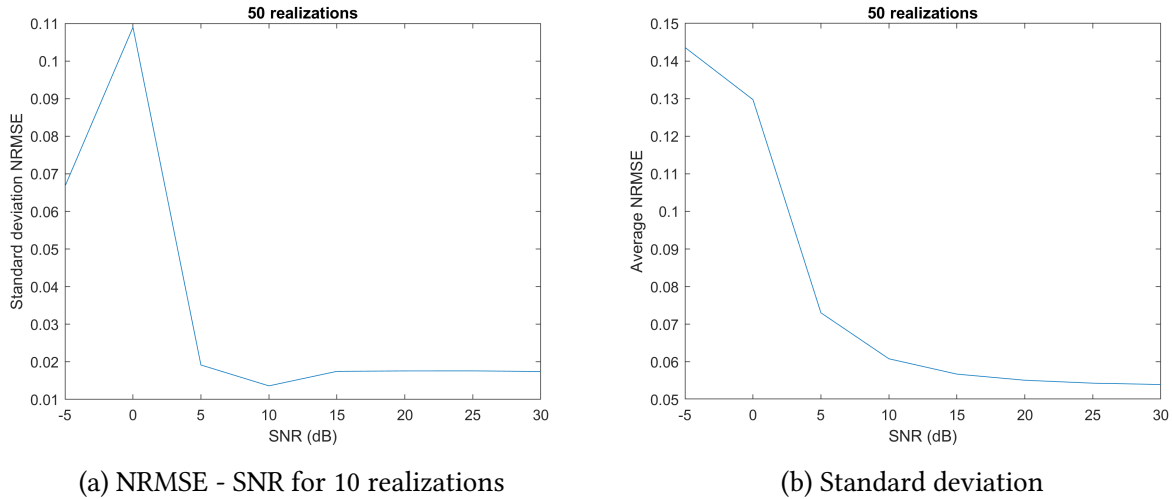 50 realizations
0.11
0.1
0.09
0.08
0.07
0.06
0.05
0.04
0.03
0.02
0.01
Standard deviation NRMSE
-5 0 5 10 15 20 25 30
SNR (dB)
(a) NRMSE - SNR for 10 realizations
50 realizations
0.15
0.14
0.13
0.12
0.11
0.1
0.09
0.08
0.07
0.06
0.05
Average NRMSE
-5 0 5 10 15 20 25 30
SNR (dB)
(b) Standard deviation